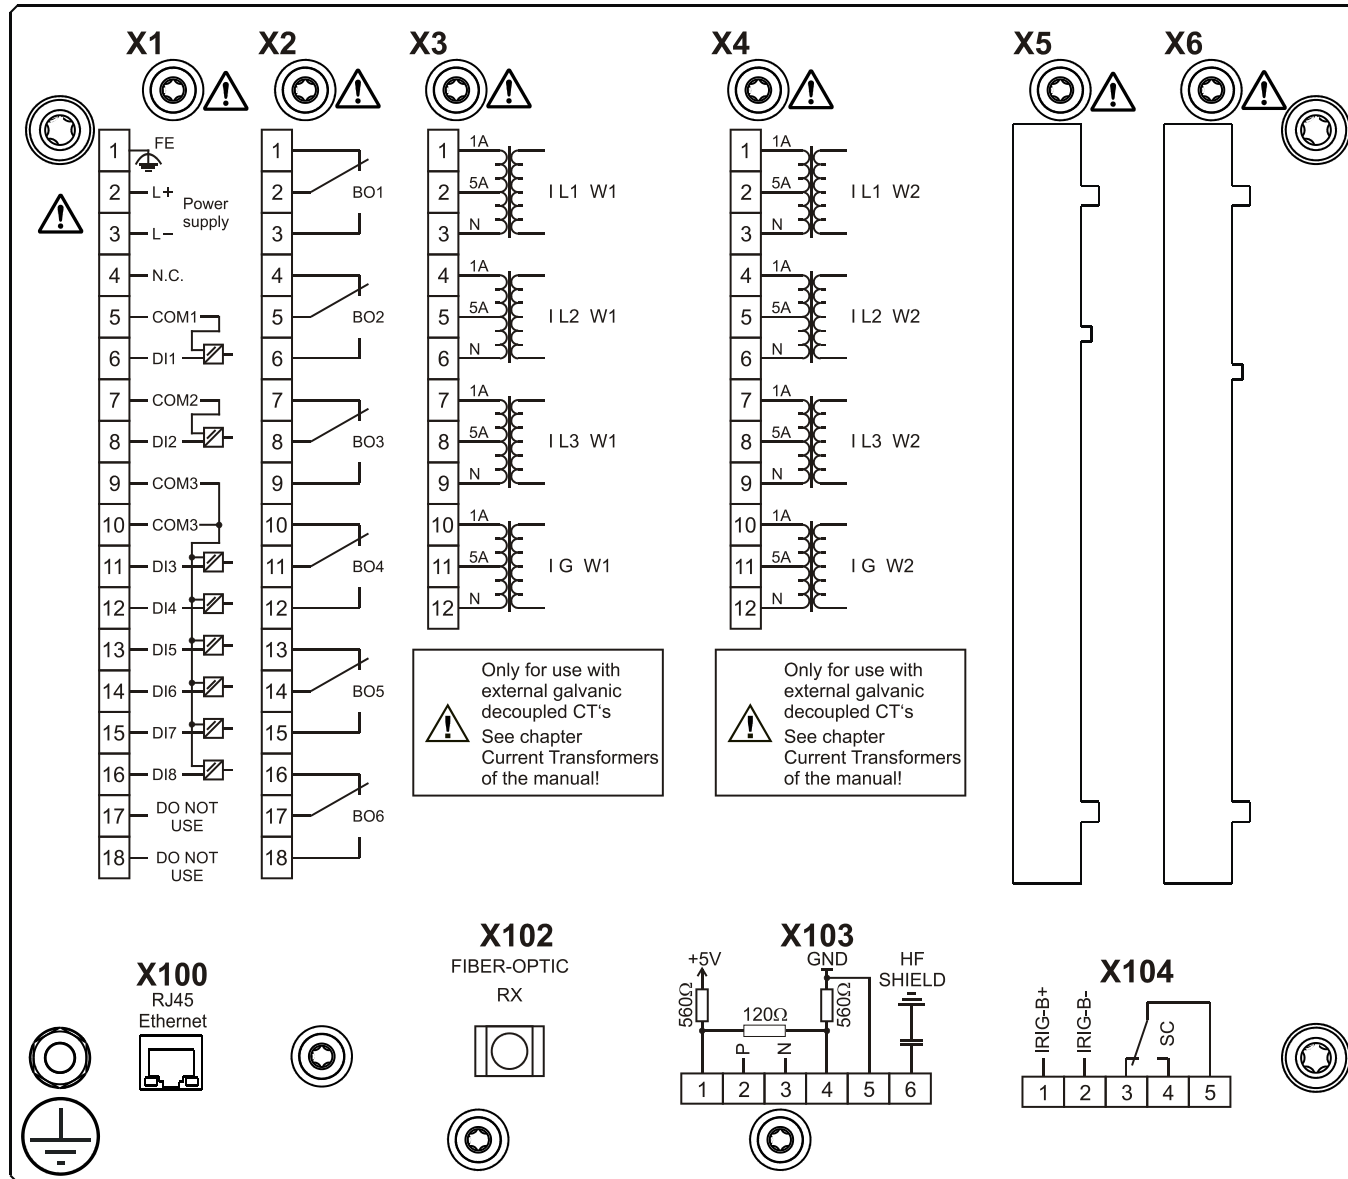 X1
X2
X3
X4
X5
X6
1
FE
2
L+
Power
supply
3
L–
4
N.C.
5
COM1
6
DI1
7
COM2
8
DI2
9
COM3
10
COM3
11
DI3
12
DI4
13
DI5
14
DI6
15
DI7
16
DI8
17
DO NOT
USE
18
DO NOT
USE
1
2
BO1
3
4
5
BO2
6
7
8
BO3
9
10
11
BO4
12
13
14
BO5
15
16
17
BO6
18
1 1A
2 5A I L1 W1
3 N
4 1A
5 5A I L2 W1
6 N
7 1A
8 5A I L3 W1
9 N
10 1A
11 5A I G W1
12 N
Only for use with
external galvanic
decoupled CT‘s
See chapter
Current Transformers
of the manual!
1 1A
2 5A I L1 W2
3 N
4 1A
5 5A I L2 W2
6 N
7 1A
8 5A I L3 W2
9 N
10 1A
11 5A I G W2
12 N
Only for use with
external galvanic
decoupled CT‘s
See chapter
Current Transformers
of the manual!
X100
RJ45
Ethernet
X102
FIBER-OPTIC
RX
X103
+5V
GND
HF
SHIELD
560Ω
120Ω
560Ω
P
N
1 2 3 4 5 6
X104
IRIG-B+
IRIG-B-
SC
1 2 3 4 5